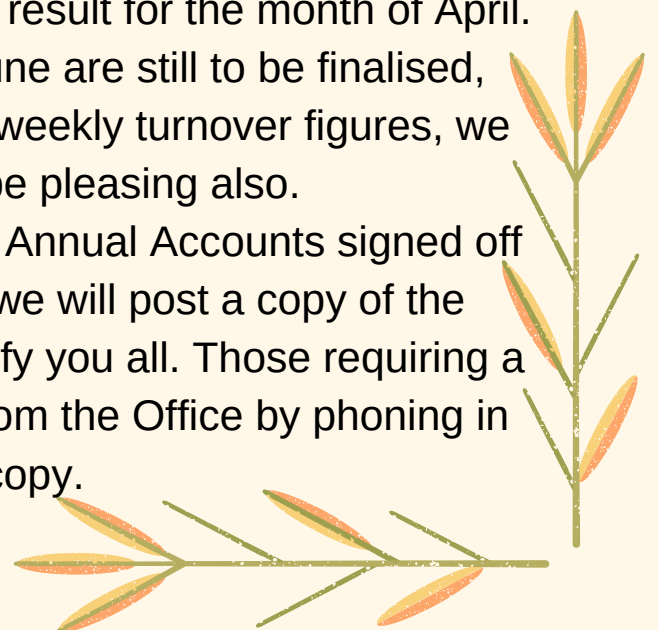 result for the month of April.
une are still to be finalised,
weekly turnover figures, we
be pleasing also.
Annual Accounts signed off
we will post a copy of the
fy you all. Those requiring a
om the Office by phoning in
copy.